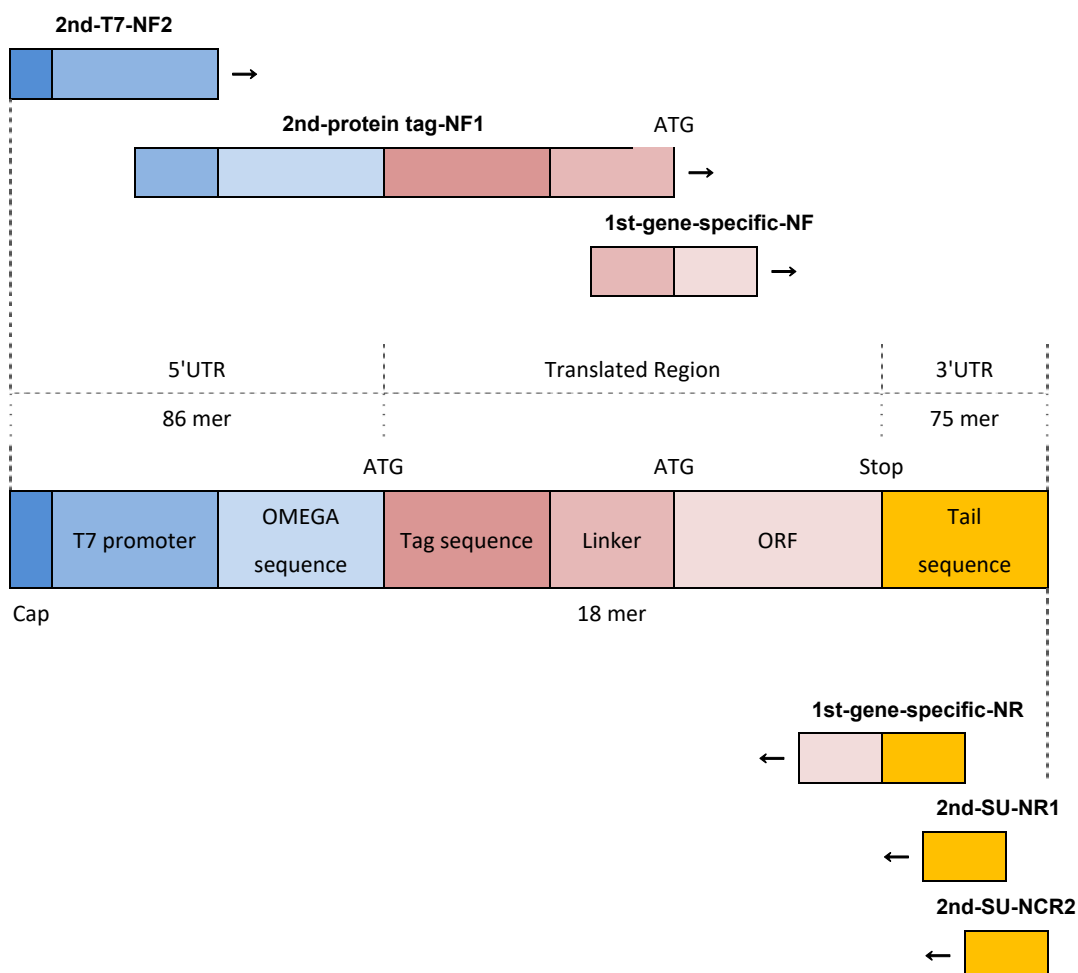 2nd-T7-NF2
2nd-protein tag-NF1
ATG
1st-gene-specific-NF
5'UTR
Translated Region
3'UTR
86 mer
75 mer
ATG
ATG
Stop
T7 promoter
OMEGA
sequence
Tag sequence
Linker
ORF
Tail
sequence
Cap
18 mer
1st-gene-specific-NR
2nd-SU-NR1
2nd-SU-NCR2